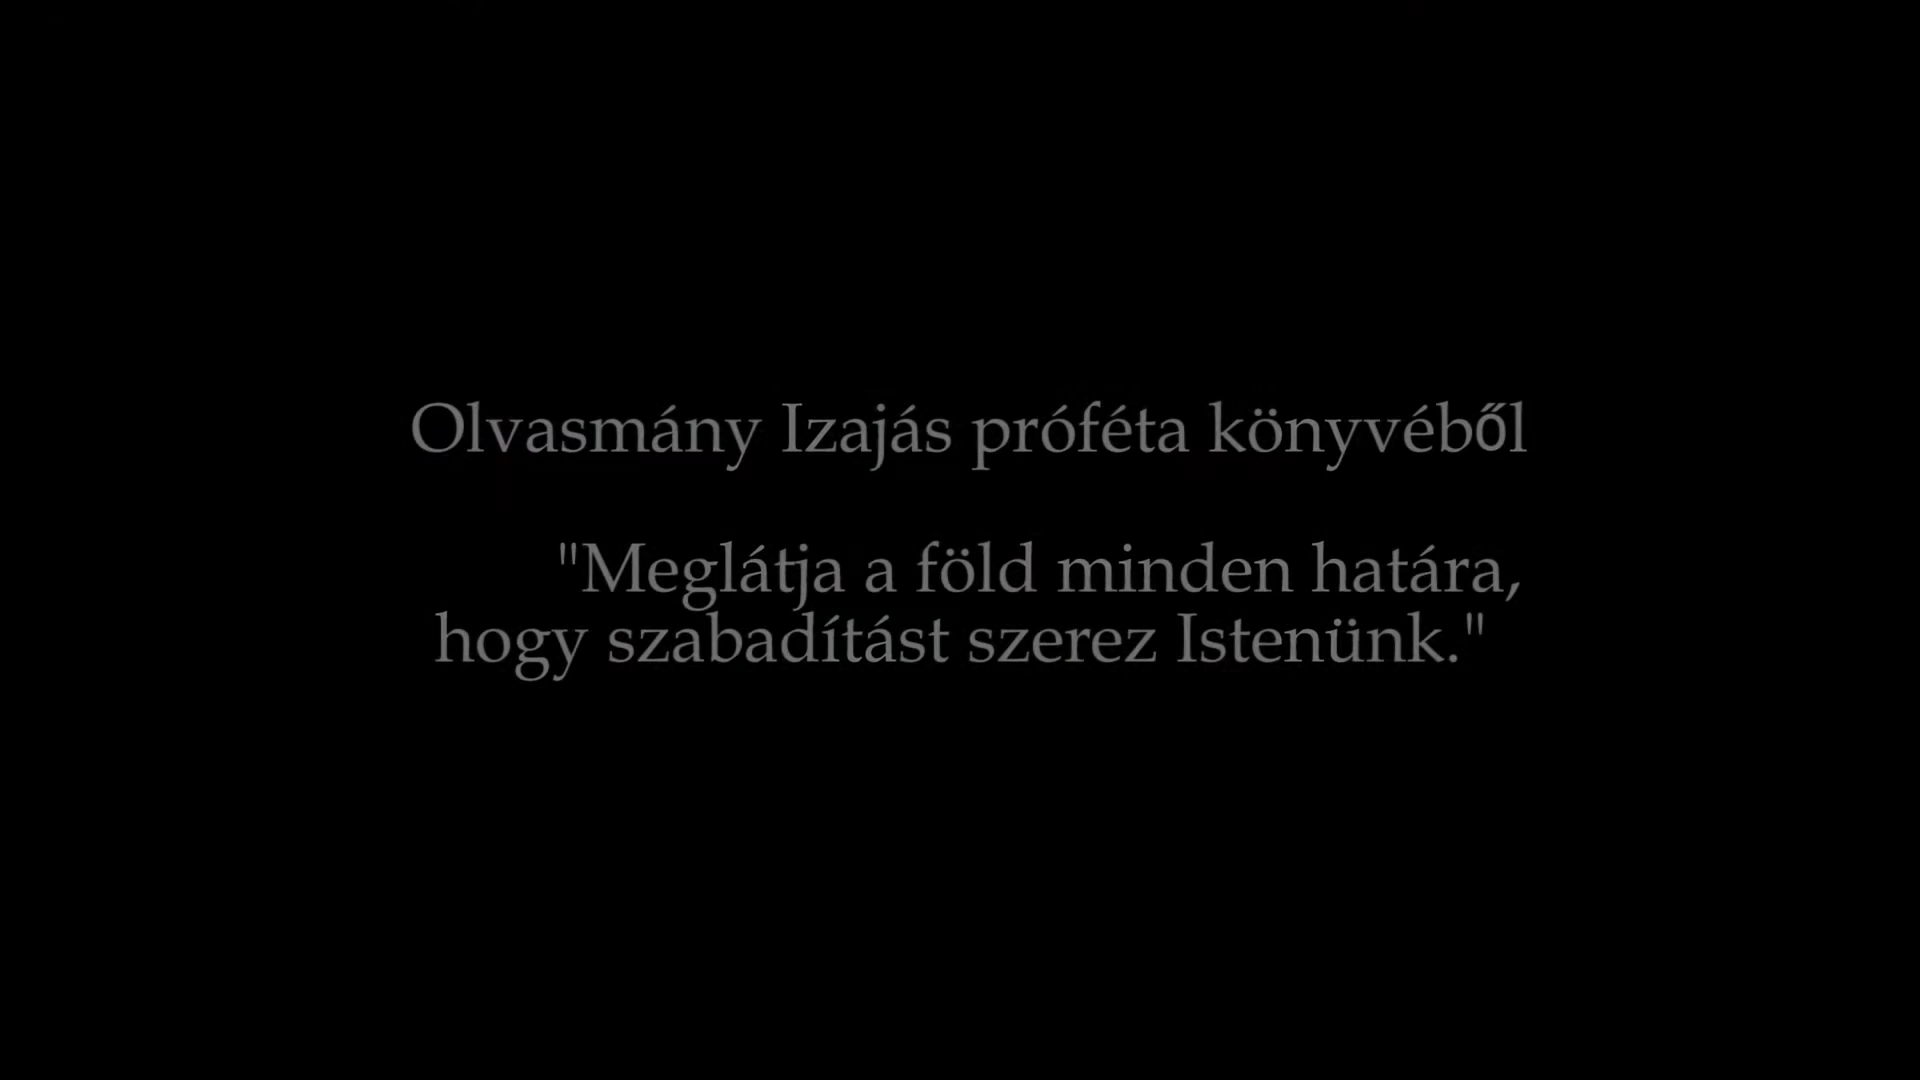 Olvasmány Izajás próféta könyvéből
"Meglátja a föld minden határa,
hogy szabadítást szerez Istenünk."